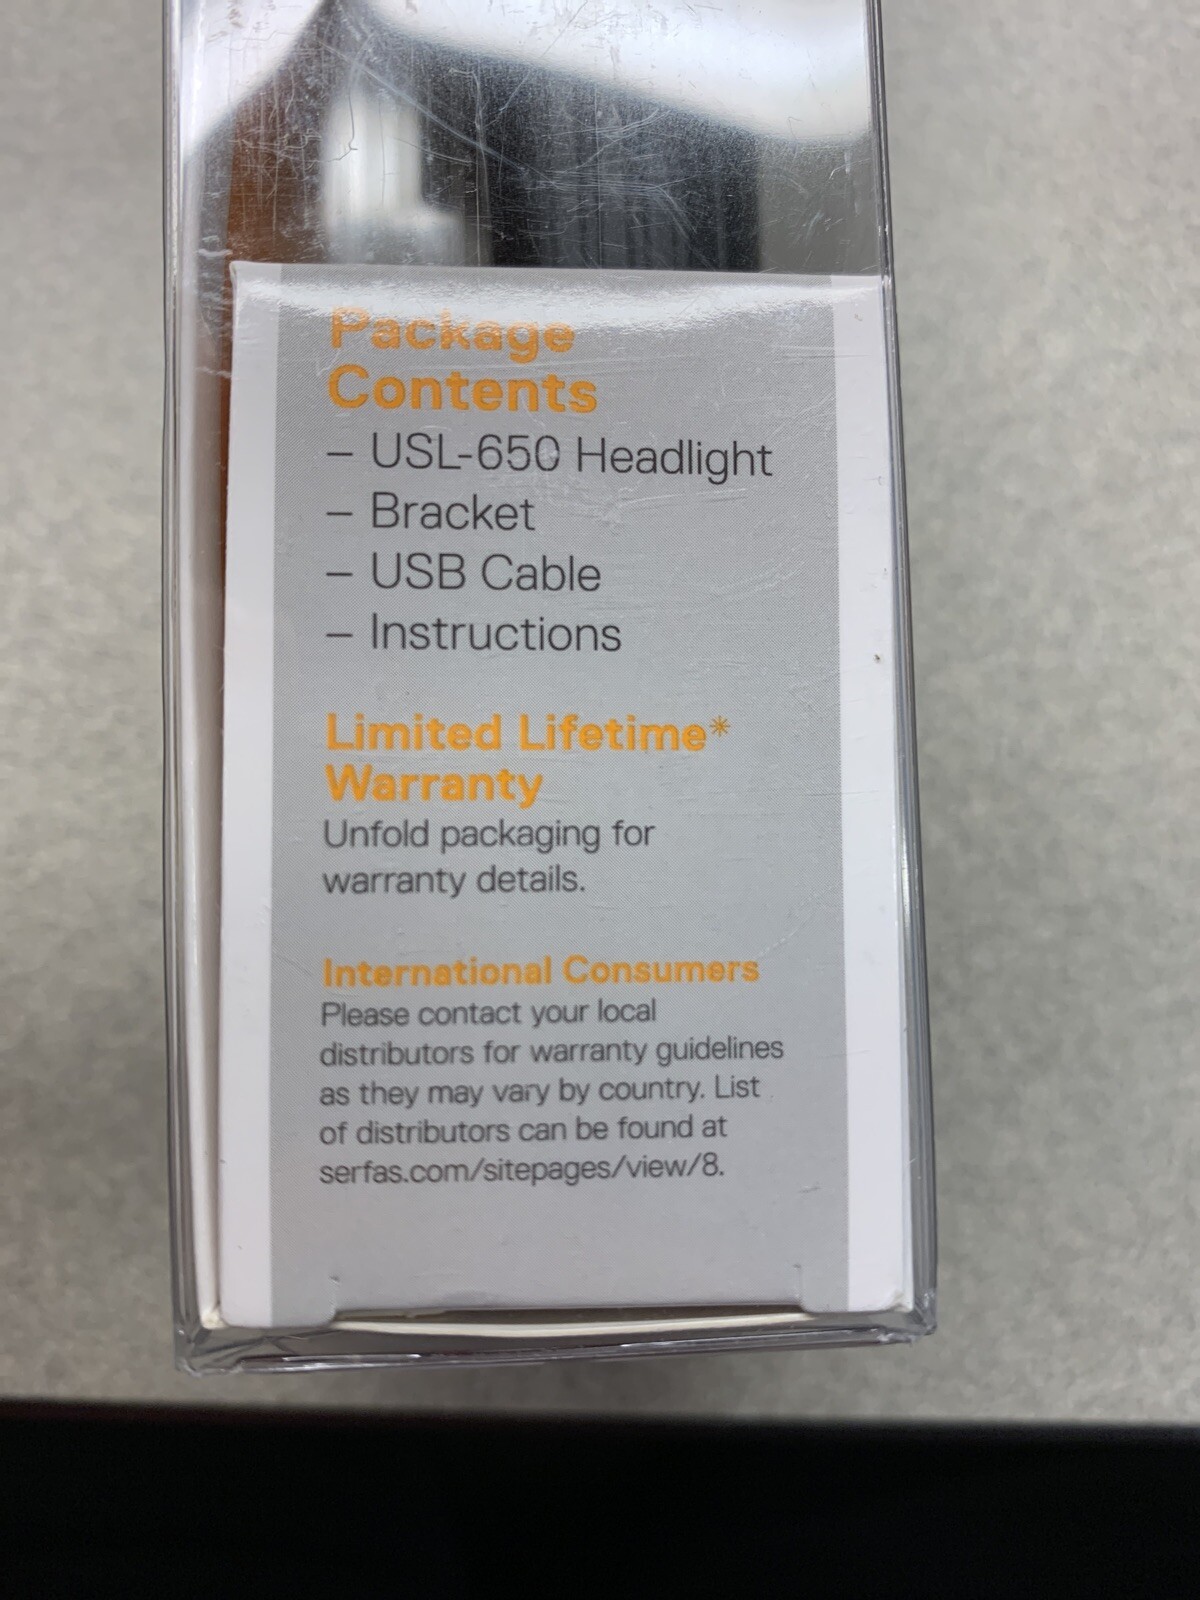 Package
Contents
– USL-650 Headlight
– Bracket
– USB Cable
– Instructions
Limited Lifetime*
Warranty
Unfold packaging for
warranty details.
International Consumers
Please contact your local
distributors for warranty guidelines
as they may vary by country. List
of distributors can be found at
serfas.com/sitepages/view/8.